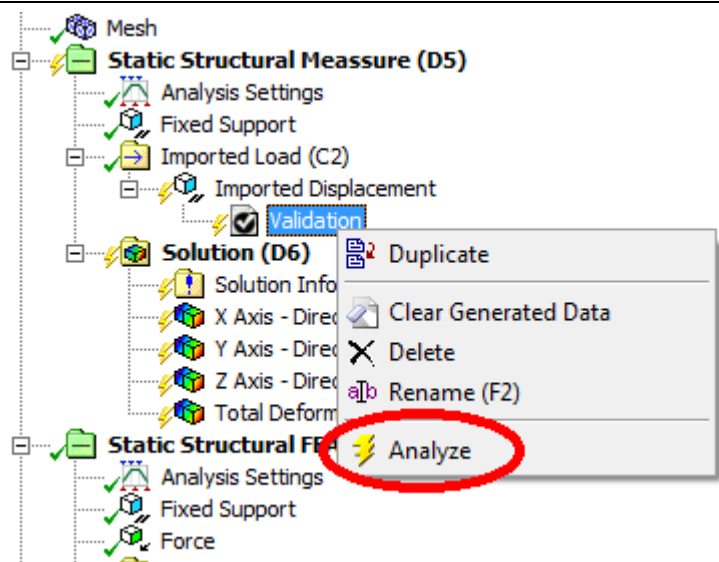 Mesh
Static Structural Meassure (D5)
Analysis Settings
Fixed Support
Imported Load (C2)
Imported Displacement
Validation
Solution (D6)
Duplicate
Solution Info
X Axis - Direc
Clear Generated Data
Y Axis - Direc
Delete
Z Axis - Direc
Rename (F2)
Total Deform
Static Structural FEA
Analyze
Analysis Settings
Fixed Support
Force